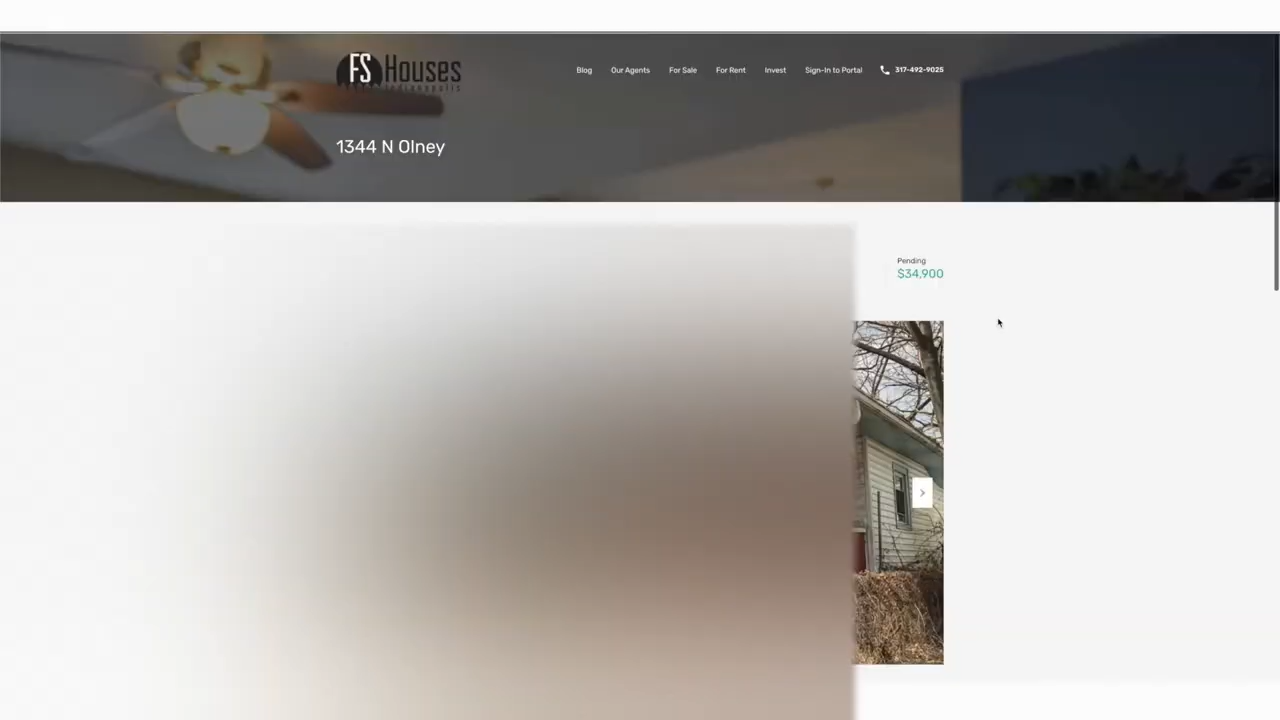 FS Houses
Indianapolis
Blog
Our Agents
For Sale
For Rent
Invest
Sign-In to Portal
317-492-9025
1344 N Olney
Pending
$34,900